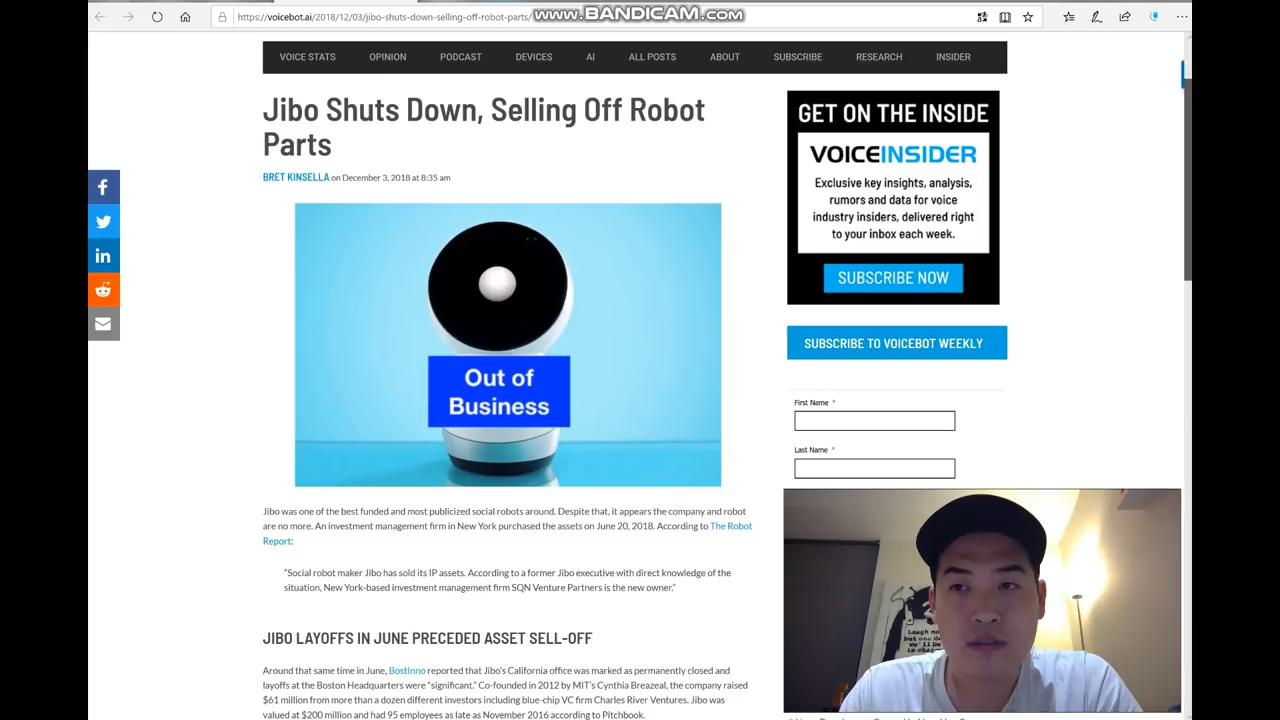 https://voicebot.ai/2018/12/03/jibo-shuts-down-selling-off-robot-parts/
www.BANDICAM.com
VOICE STATS OPINION PODCAST DEVICES AI ALL POSTS ABOUT SUBSCRIBE RESEARCH INSIDER
Jibo Shuts Down, Selling Off Robot
Parts
BRET KINSELLA on December 3, 2018 at 8:35 am
Out of
Business
Jibo was one of the best funded and most publicized social robots around. Despite that, it appears the company and robot
are no more. An investment management firm in New York purchased the assets on June 20, 2018. According to The Robot
Report:
“Social robot maker Jibo has sold its IP assets. According to a former Jibo executive with direct knowledge of the
situation, New York-based investment management firm SQN Venture Partners is the new owner.”
JIBO LAYOFFS IN JUNE PRECEDED ASSET SELL-OFF
Around that same time in June, BostInno reported that Jibo's California office was marked as permanently closed and
layoffs at the Boston Headquarters were “significant.” Co-founded in 2012 by MIT's Cynthia Breazeal, the company raised
$61 million from more than a dozen different investors including blue-chip VC firm Charles River Ventures. Jibo was
valued at $200 million and had 95 employees as late as November 2016 according to Pitchbook.
GET ON THE INSIDE
VOICEINSIDER
Exclusive key insights, analysis,
rumors and data for voice
industry insiders, delivered right
to your inbox each week.
SUBSCRIBE NOW
SUBSCRIBE TO VOICEBOT WEEKLY
First Name *
Last Name *
Laugh no
but one da
we'll be
in charg